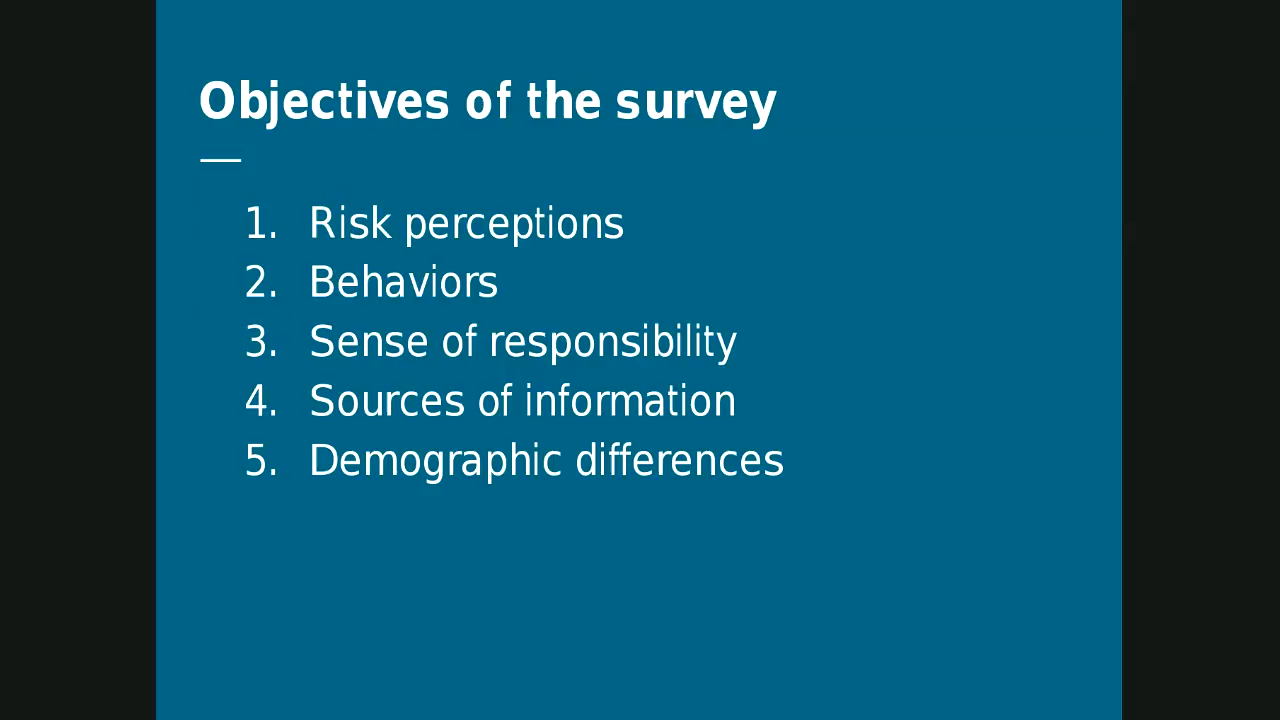 Objectives of the survey
1. Risk perceptions
2. Behaviors
3. Sense of responsibility
4. Sources of information
5. Demographic differences